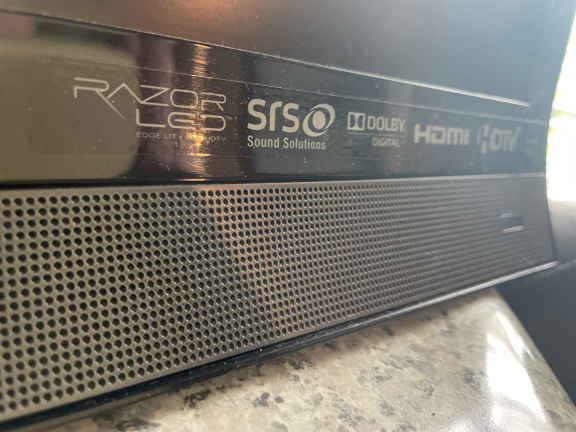 RAZOR
LED
EDGE LIT
SRS
Sound Solutions
DOLBY
DIGITAL
HDMI
HDTV